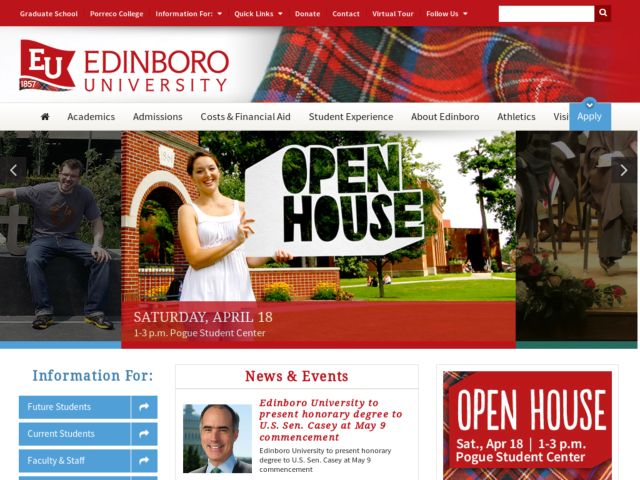 Graduate School Porreco College Information For: Quick Links Donate Contact Virtual Tour Follow Us
EU
1857
EDINBORO
UNIVERSITY
Academics Admissions Costs & Financial Aid Student Experience About Edinboro Athletics Visi Apply
OPEN
HOUSE
SATURDAY, APRIL 18
1-3 p.m. Pogue Student Center
Information For:
Future Students
Current Students
Faculty & Staff
News & Events
Edinboro University to
present honorary degree to
U.S. Sen. Casey at May 9
commencement
Edinboro University to present honorary
degree to U.S. Sen. Casey at May 9
commencement
OPEN HOUSE
Sat., Apr 18 | 1-3 p.m.
Pogue Student Center